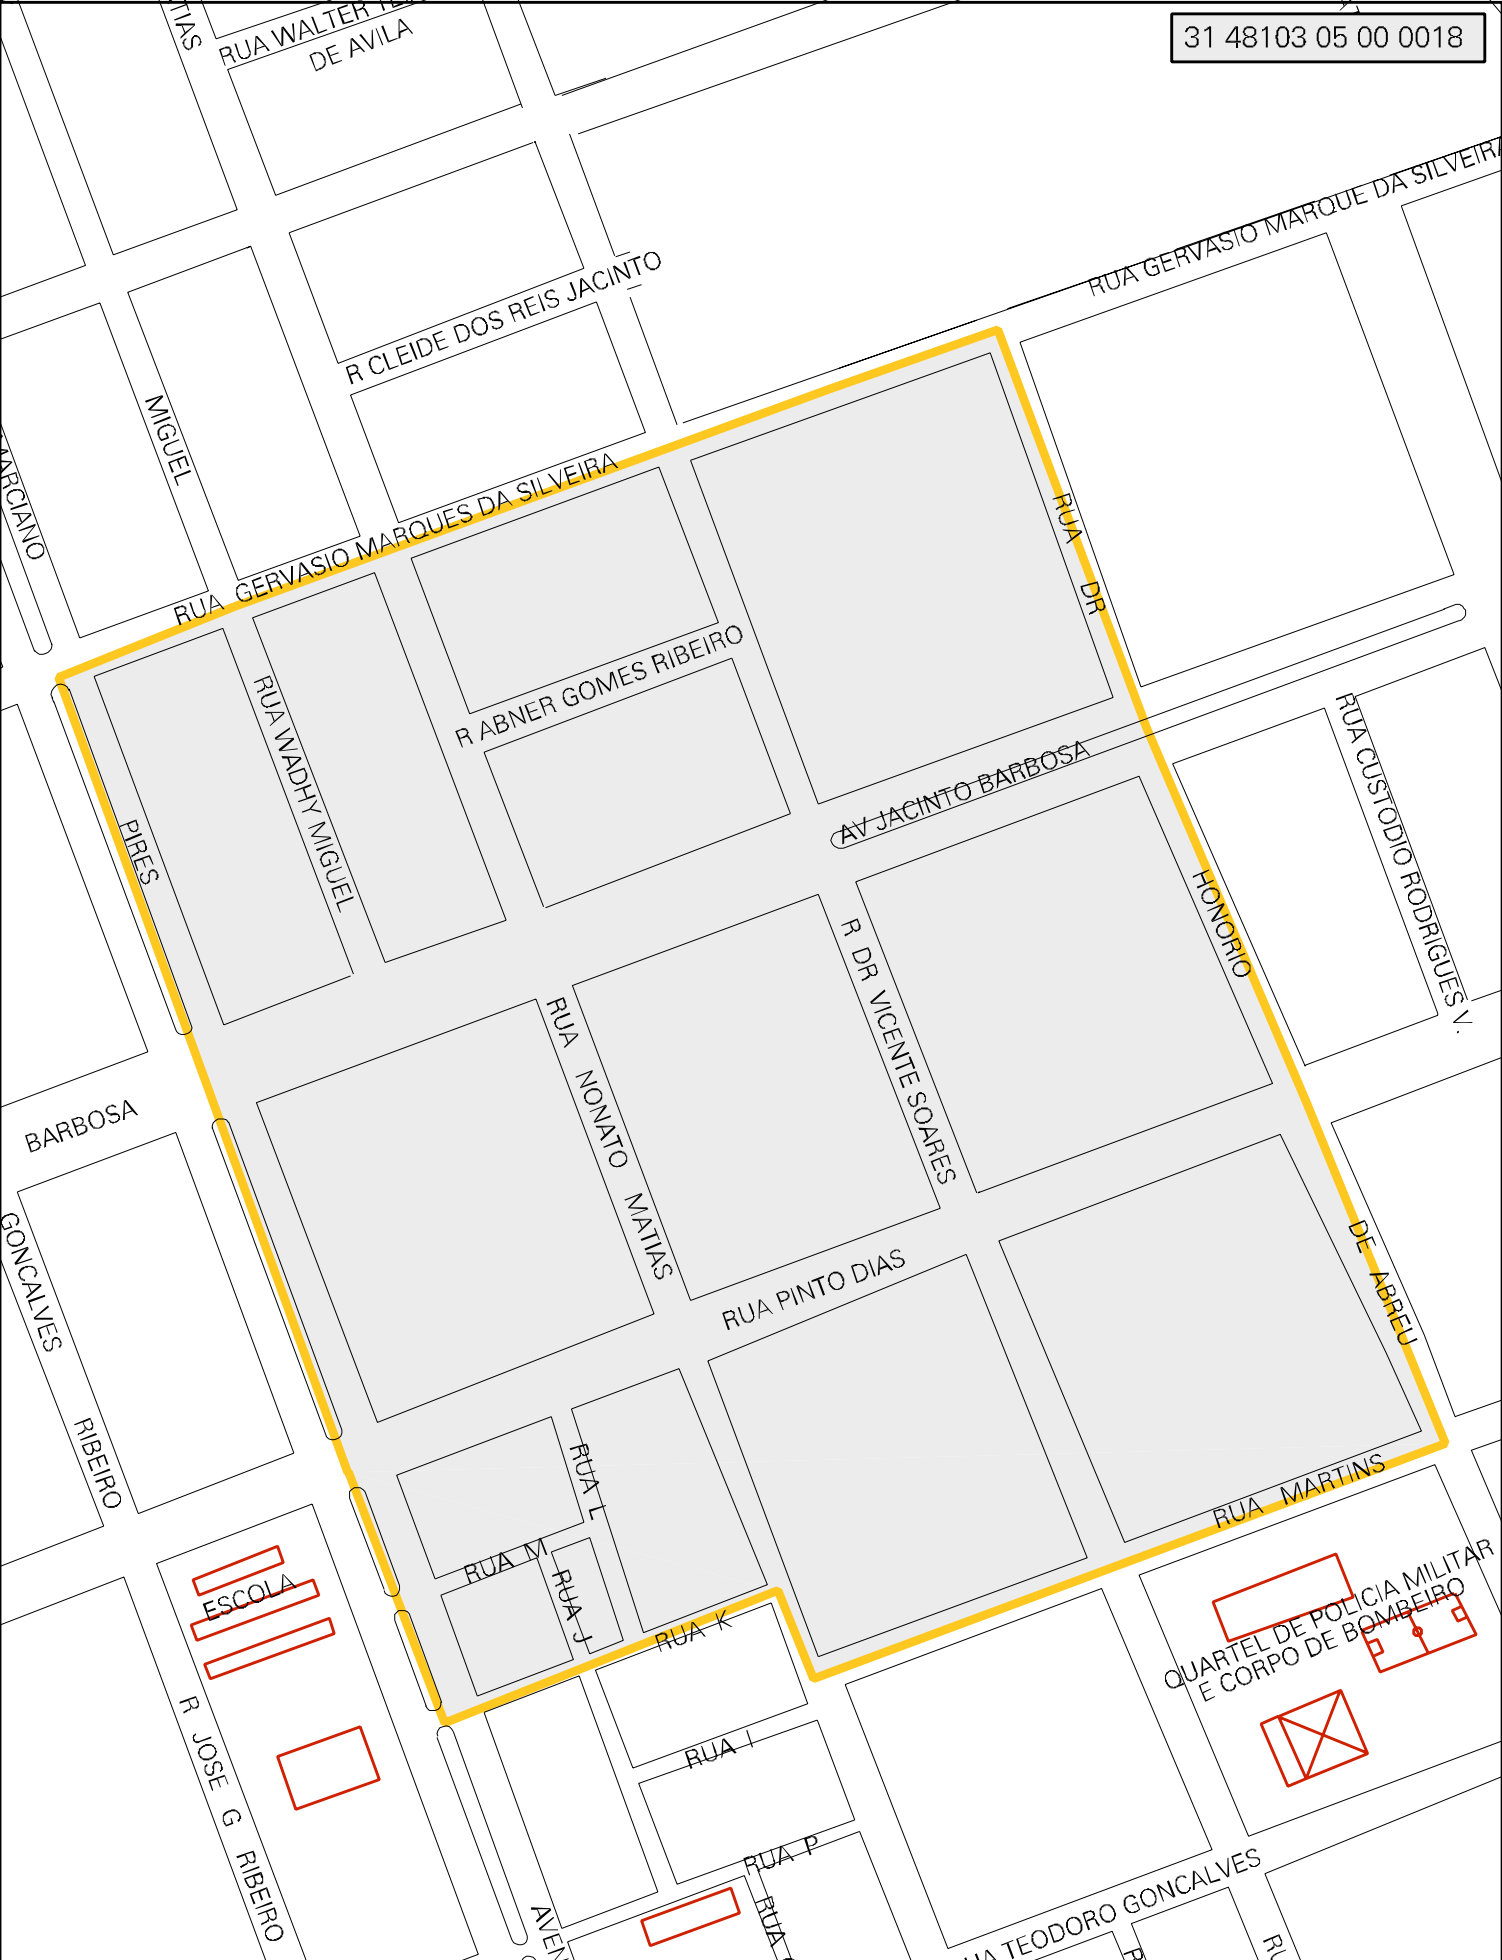 RUA WALTER
DE AVILA
31 48103 05 00 0018
RUA GERVASIO MARQUE DA SILVEIRA
R CLEIDE DOS REIS JACINTO
MIGUEL
MARCIANO
RUA GERVASIO MARQUES DA SILVEIRA
RUA DR HONORIO DE ABREU
R ABNER GOMES RIBEIRO
RUA WADHY MIGUEL
PIRES
AV JACINTO BARBOSA
RUA CUSTODIO RODRIGUES V.
R DR VICENTE SOARES
RUA NONATO MATIAS
BARBOSA
GONCALVES RIBEIRO
RUA PINTO DIAS
RUA L
RUA M
RUA J
RUA K
RUA MARTINS
ESCOLA
QUARTEL DE POLICIA MILITAR
E CORPO DE BOMBEIRO
R JOSE G RIBEIRO
RUA I
RUA P
RUA
TEODORO GONCALVES